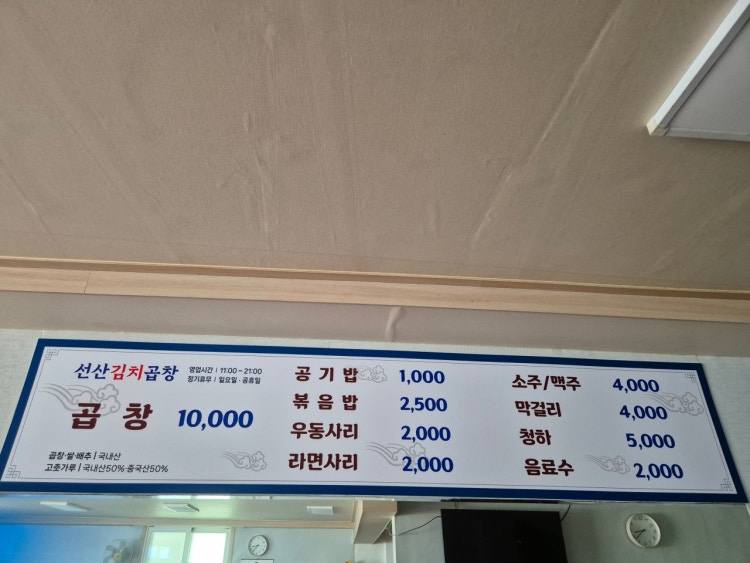 선산김치곱창
영업시간 | 11:00~21:00
정기휴무 | 일요일·공휴일
곱창 10,000
곱창·쌀·배추 | 국내산
고춧가루 | 국내산50% 중국산50%
공기밥 1,000
볶음밥 2,500
우동사리 2,000
라면사리 2,000
소주/맥주 4,000
막걸리 4,000
청하 5,000
음료수 2,000